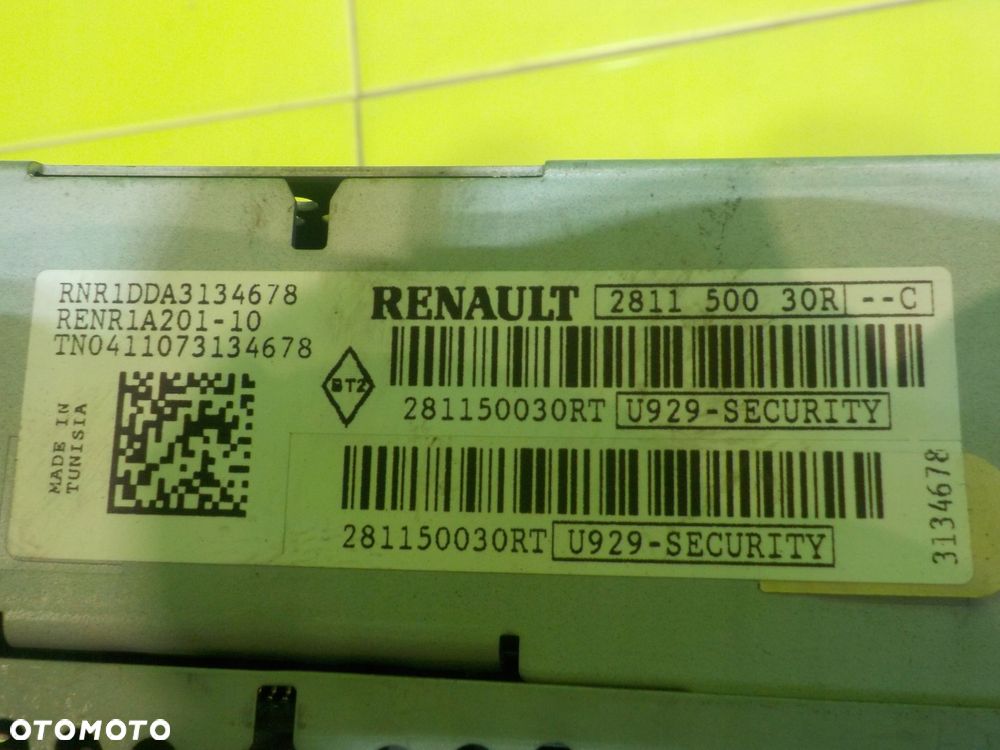 RNR1DDA3134678
RENR1A201-10
TN0411073134678
MADE IN
TUNISIA
RENAULT 2811 500 30R --C
BT2
281150030RT U929-SECURITY
281150030RT U929-SECURITY
3134678
OTOMOTO